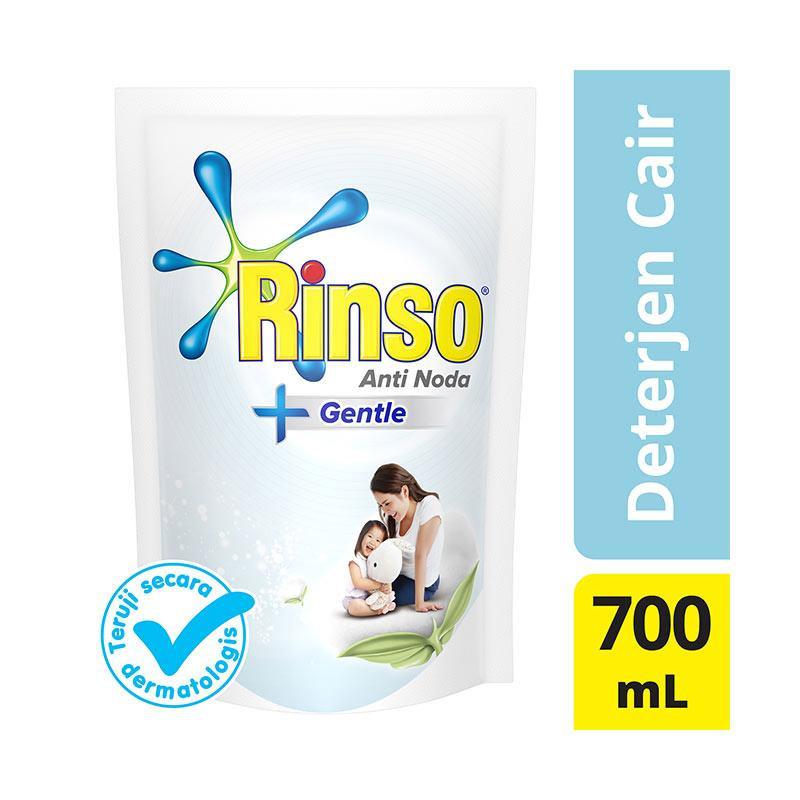 Rinso®
Anti Noda
+ Gentle
Teruji secara
dermatologis
Deterjen Cair
700
mL